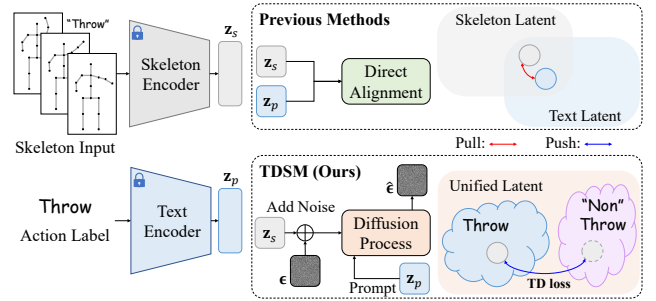 "Throw"
Skeleton Input
Skeleton
Encoder
z_s
Previous Methods
z_s
z_p
Direct
Alignment
Skeleton Latent
Text Latent
Pull:
Push:
Throw
Action Label
Text
Encoder
z_p
TDSM (Ours)
Add Noise
z_s
ϵ
ϵ̂
Diffusion
Process
Prompt
z_p
Unified Latent
Throw
"Non"
Throw
TD loss